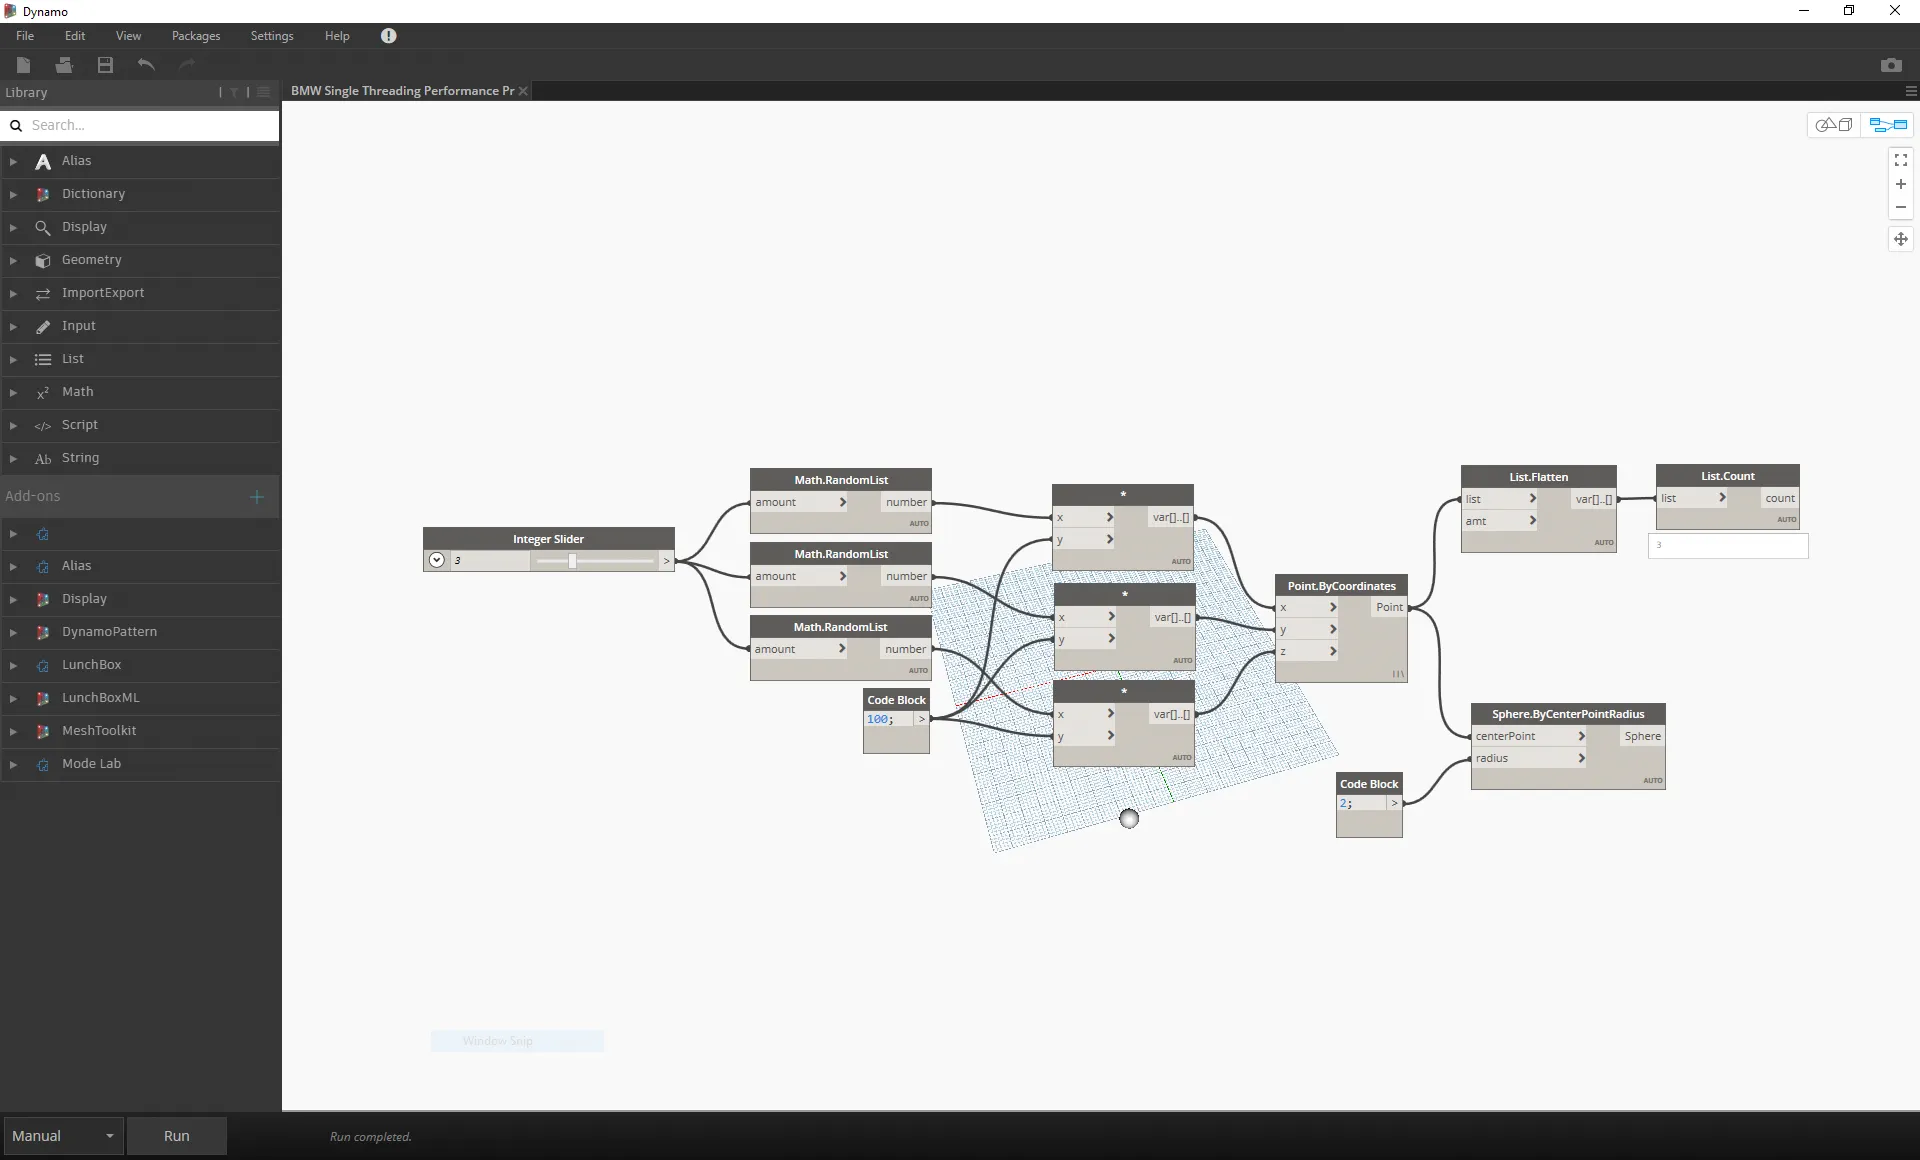 Dynamo
File Edit View Packages Settings Help
Library
BMW Single Threading Performance Pr
Search...
Alias
Dictionary
Display
Geometry
ImportExport
Input
List
Math
Script
String
Add-ons
Alias
Display
DynamoPattern
LunchBox
LunchBoxML
MeshToolkit
Mode Lab
Integer Slider
3 >
Math.RandomList
amount > number
AUTO
Math.RandomList
amount > number
AUTO
Math.RandomList
amount > number
AUTO
Code Block
100; >
*
x > var[]..[]
y >
AUTO
*
x > var[]..[]
y >
AUTO
*
x > var[]..[]
y >
AUTO
Point.ByCoordinates
x > Point
y >
z >
List.Flatten
list > var[]..[]
amt >
AUTO
List.Count
list > count
AUTO
3
Sphere.ByCenterPointRadius
centerPoint > Sphere
radius >
AUTO
Code Block
2; >
Window Snip
Manual Run Run completed.